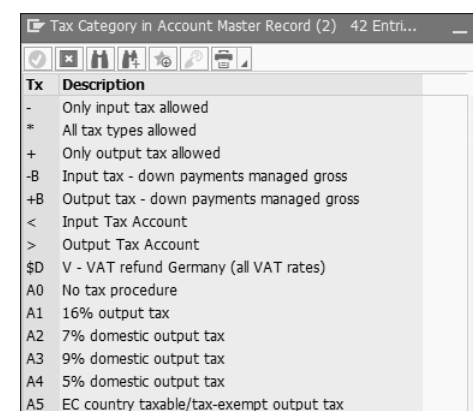 Tax Category in Account Master Record (2) 42 Entri...
Tx Description
- Only input tax allowed
* All tax types allowed
+ Only output tax allowed
-B Input tax - down payments managed gross
+B Output tax - down payments managed gross
< Input Tax Account
> Output Tax Account
$D V - VAT refund Germany (all VAT rates)
A0 No tax procedure
A1 16% output tax
A2 7% domestic output tax
A3 9% domestic output tax
A4 5% domestic output tax
A5 EC country taxable/tax-exempt output tax